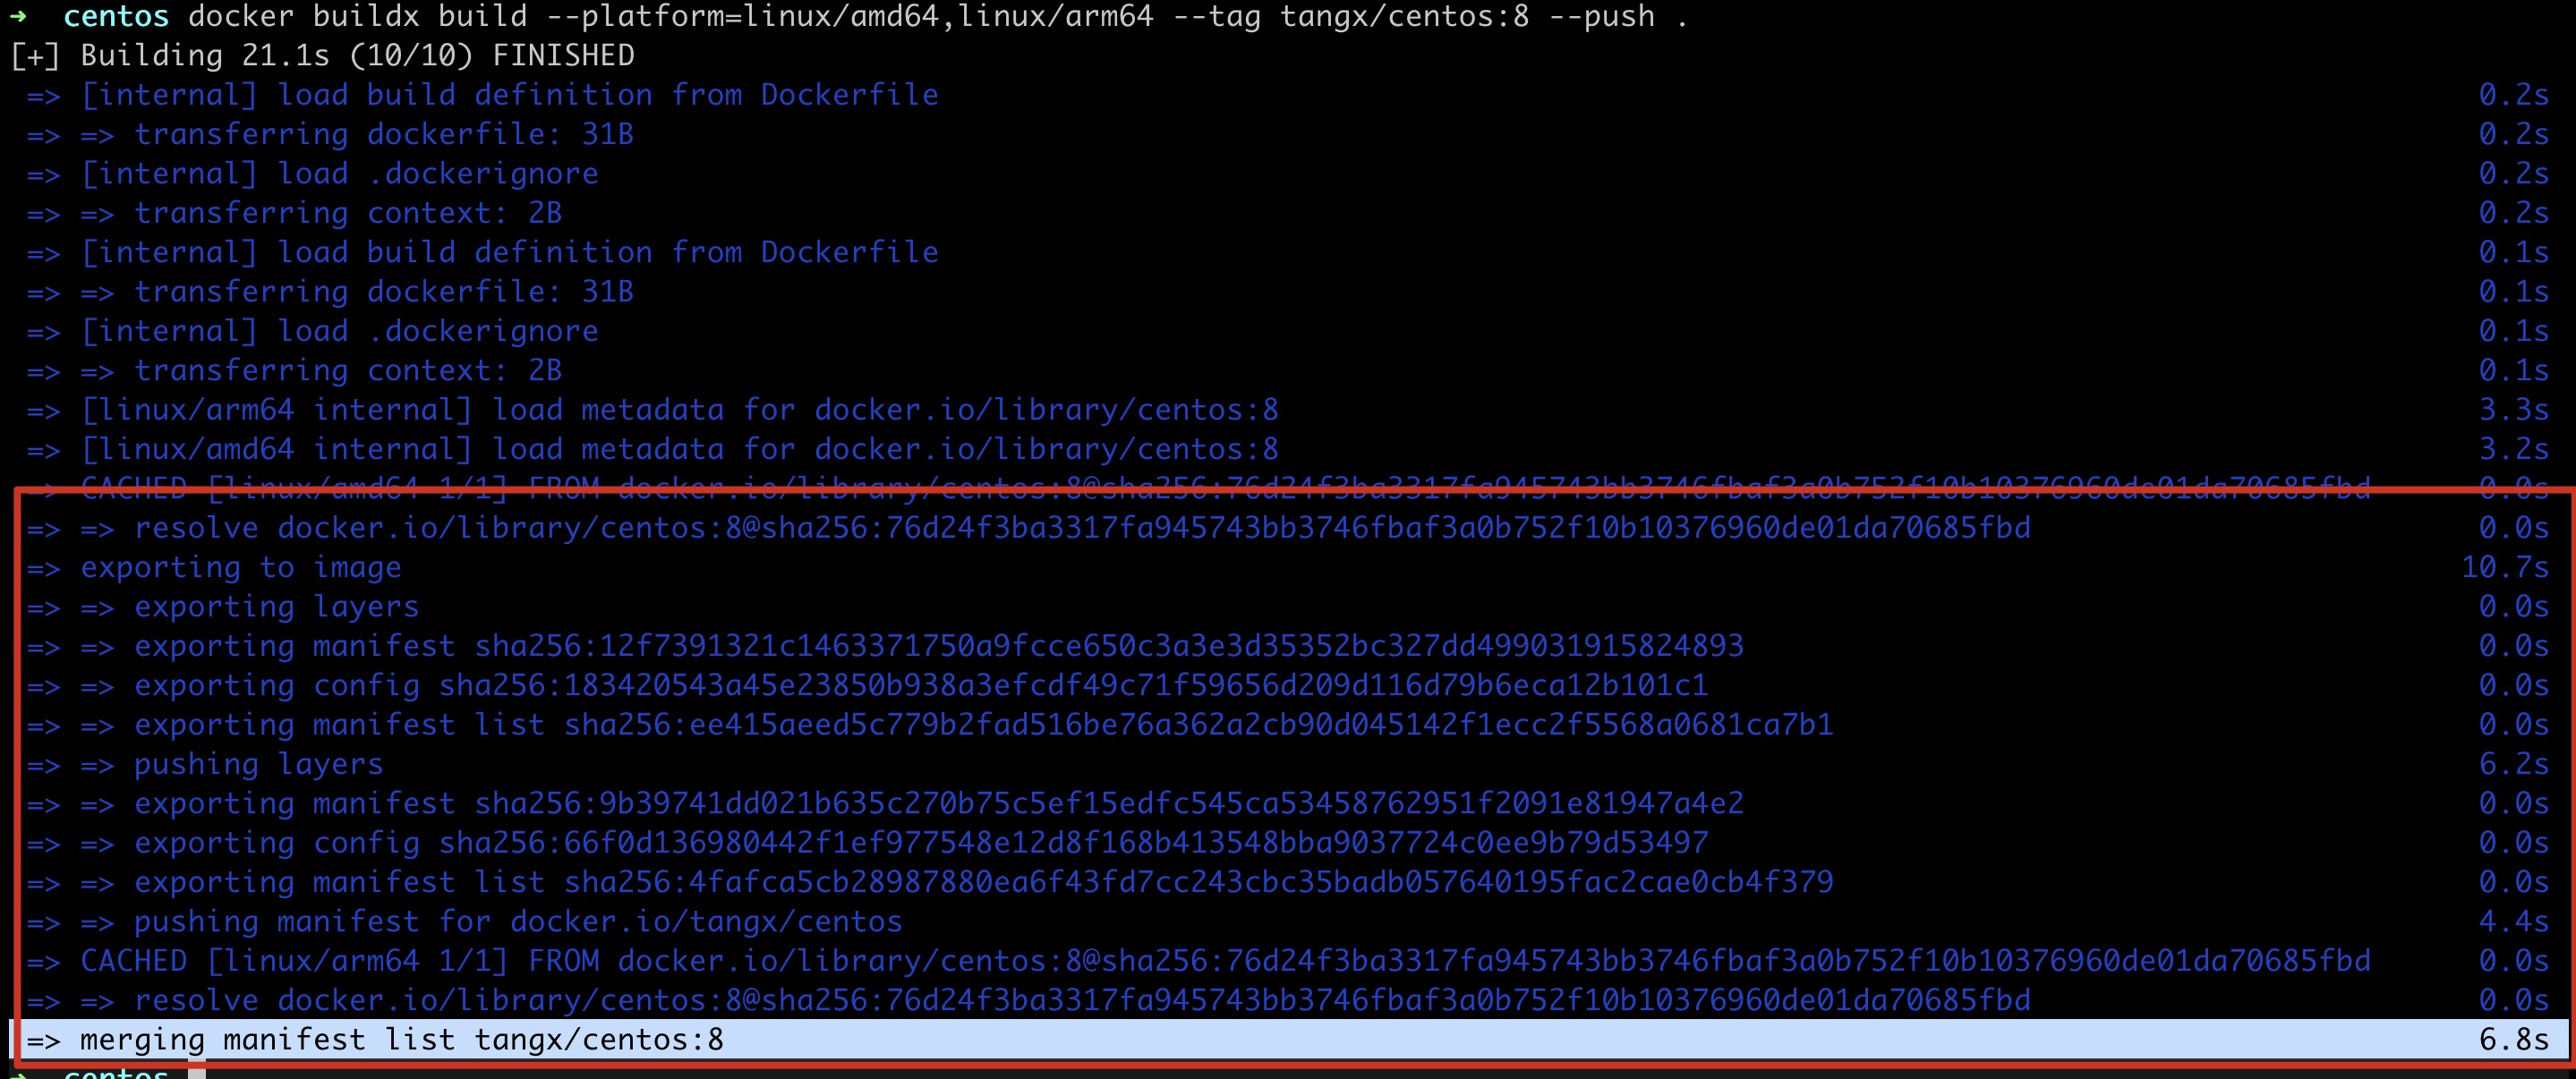 ➜ centos docker buildx build --platform=linux/amd64,linux/arm64 --tag tangx/centos:8 --push .
[+] Building 21.1s (10/10) FINISHED
=> [internal] load build definition from Dockerfile 0.2s
=> => transferring dockerfile: 31B 0.2s
=> [internal] load .dockerignore 0.2s
=> => transferring context: 2B 0.2s
=> [internal] load build definition from Dockerfile 0.1s
=> => transferring dockerfile: 31B 0.1s
=> [internal] load .dockerignore 0.1s
=> => transferring context: 2B 0.1s
=> [linux/arm64 internal] load metadata for docker.io/library/centos:8 3.3s
=> [linux/amd64 internal] load metadata for docker.io/library/centos:8 3.2s
=> CACHED [linux/amd64 1/1] FROM docker.io/library/centos:8@sha256:76d24f3ba3317fa945743bb3746fbaf3a0b752f10b10376960de01da70685fbd 0.0s
=> => resolve docker.io/library/centos:8@sha256:76d24f3ba3317fa945743bb3746fbaf3a0b752f10b10376960de01da70685fbd 0.0s
=> exporting to image 10.7s
=> => exporting layers 0.0s
=> => exporting manifest sha256:12f7391321c1463371750a9fcce650c3a3e3d35352bc327dd499031915824893 0.0s
=> => exporting config sha256:183420543a45e23850b938a3efcdf49c71f59656d209d116d79b6eca12b101c1 0.0s
=> => exporting manifest list sha256:ee415aeed5c779b2fad516be76a362a2cb90d045142f1ecc2f5568a0681ca7b1 0.0s
=> => pushing layers 6.2s
=> => exporting manifest sha256:9b39741dd021b635c270b75c5ef15edfc545ca53458762951f2091e81947a4e2 0.0s
=> => exporting config sha256:66f0d136980442f1ef977548e12d8f168b413548bba9037724c0ee9b79d53497 0.0s
=> => exporting manifest list sha256:4fafca5cb28987880ea6f43fd7cc243cbc35badb057640195fac2cae0cb4f379 0.0s
=> => pushing manifest for docker.io/tangx/centos 4.4s
=> CACHED [linux/arm64 1/1] FROM docker.io/library/centos:8@sha256:76d24f3ba3317fa945743bb3746fbaf3a0b752f10b10376960de01da70685fbd 0.0s
=> => resolve docker.io/library/centos:8@sha256:76d24f3ba3317fa945743bb3746fbaf3a0b752f10b10376960de01da70685fbd 0.0s
=> merging manifest list tangx/centos:8 6.8s
➜ centos